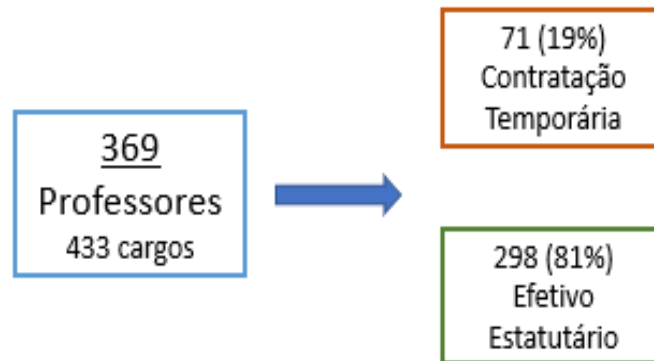 369
Professores
433 cargos
71 (19%)
Contratação
Temporária
298 (81%)
Efetivo
Estatutário